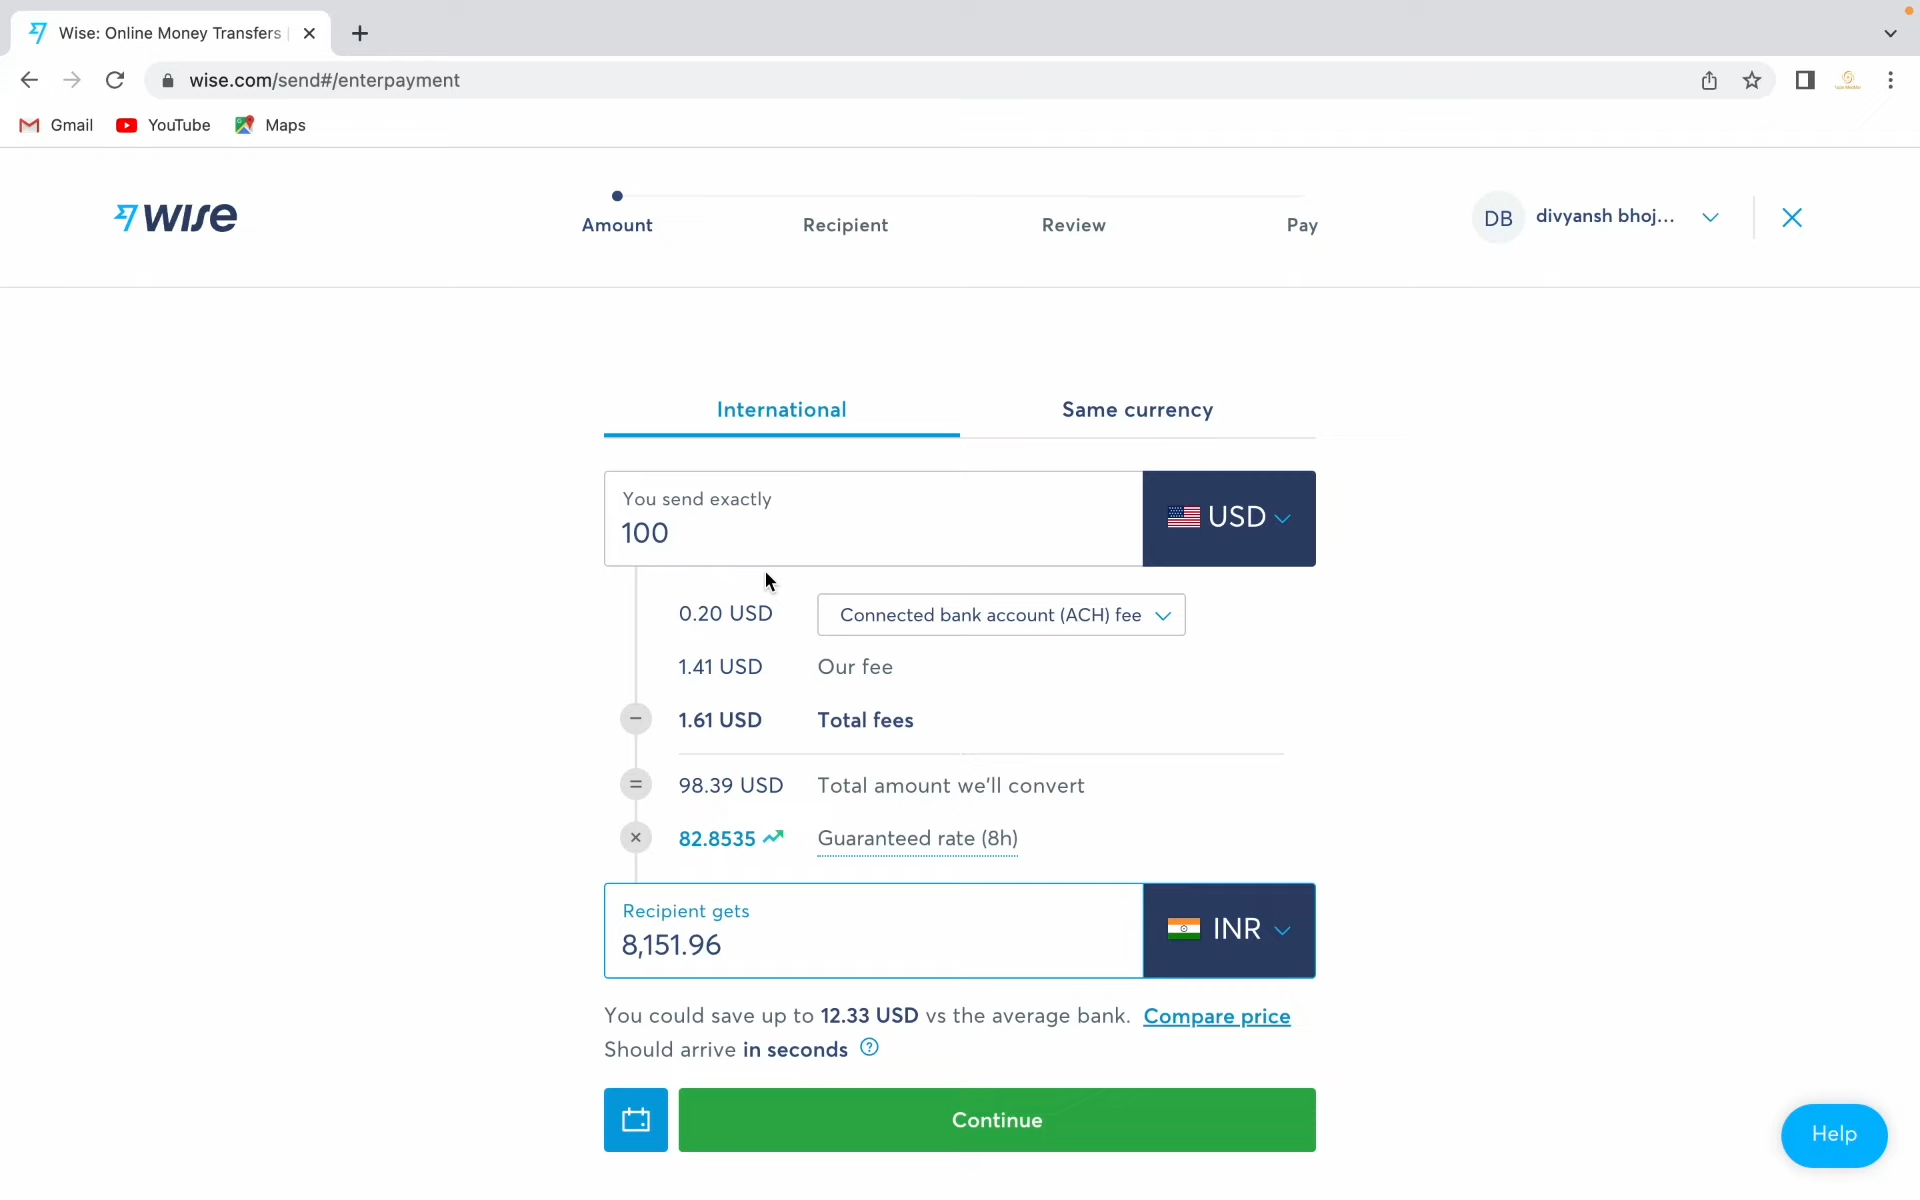 Wise: Online Money Transfers |
wise.com/send#/enterpayment
Gmail YouTube Maps
wise
Amount Recipient Review Pay
DB divyansh bhoj...
International Same currency
You send exactly
100
USD
0.20 USD Connected bank account (ACH) fee
1.41 USD Our fee
1.61 USD Total fees
98.39 USD Total amount we'll convert
82.8535 Guaranteed rate (8h)
Recipient gets
8,151.96
INR
You could save up to 12.33 USD vs the average bank. Compare price
Should arrive in seconds ?
Continue
Help